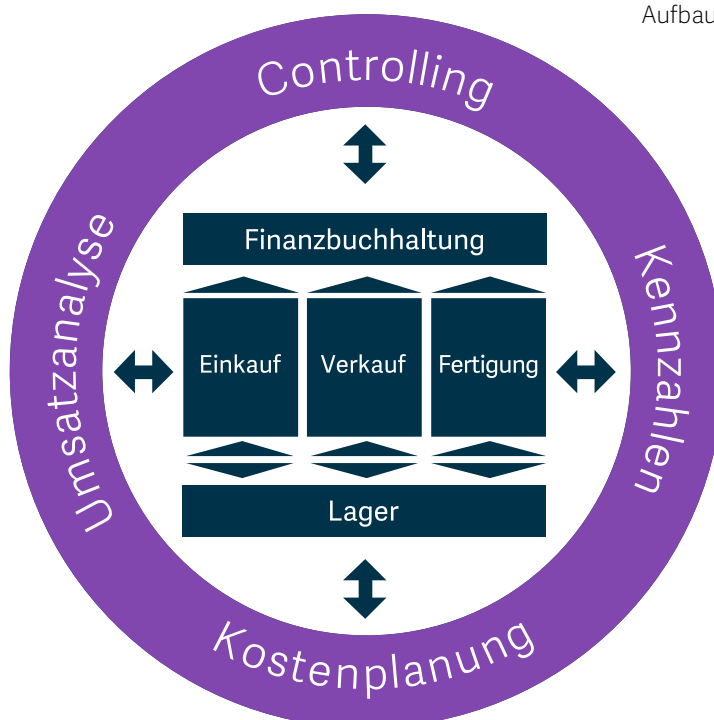 Aufbau
Controlling
Finanzbuchhaltung
Umsatzanalyse
Kennzahlen
Einkauf
Verkauf
Fertigung
Lager
Kostenplanung